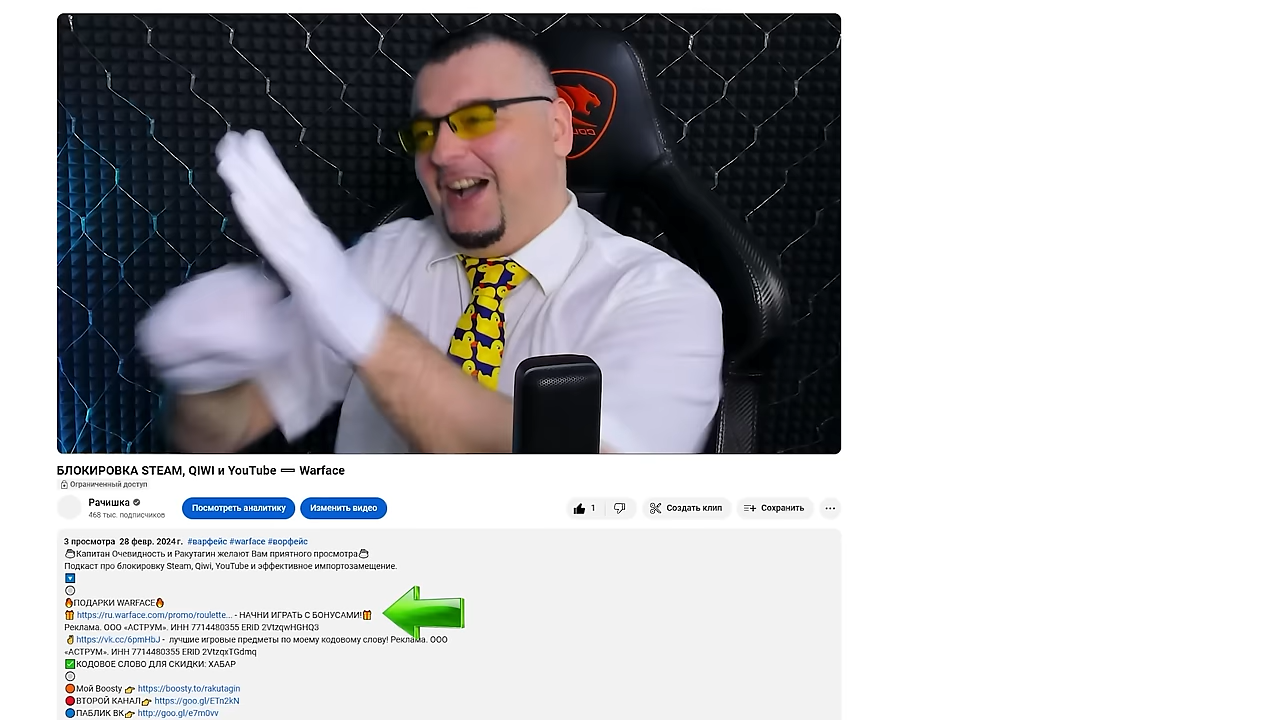 БЛОКИРОВКА STEAM, QIWI и YouTube ═ Warface
Ограниченный доступ
Рачишка
468 тыс. подписчиков
Посмотреть аналитику
Изменить видео
1
Создать клип
Сохранить
3 просмотра 28 февр. 2024 г. #варфейс #warface #ворфейс
Капитан Очевидность и Ракутагин желают Вам приятного просмотра
Подкаст про блокировку Steam, Qiwi, YouTube и эффективное импортозамещение.
🔥ПОДАРКИ WARFACE🔥
🎁 https://ru.warface.com/promo/roulette... - НАЧНИ ИГРАТЬ С БОНУСАМИ!🎁
Реклама. ООО «АСТРУМ». ИНН 7714480355 ERID 2VtzqwHGHQ3
https://vk.cc/6pmHbJ - лучшие игровые предметы по моему кодовому слову! Реклама. ООО
«АСТРУМ». ИНН 7714480355 ERID 2VtzqxTGdmq
✅КОДОВОЕ СЛОВО ДЛЯ СКИДКИ: ХАБАР
🟠Мой Boosty 👉 https://boosty.to/rakutagin
🔴ВТОРОЙ КАНАЛ👉 https://goo.gl/ETn2kN
🔵ПАБЛИК ВК👉 http://goo.gl/e7m0vv